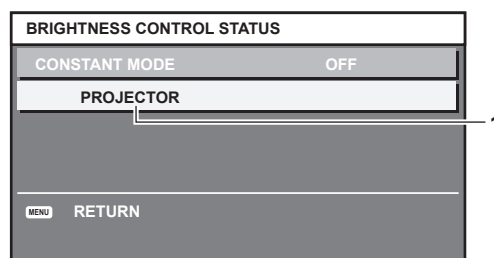 BRIGHTNESS CONTROL STATUS
CONSTANT MODE OFF
PROJECTOR
1
MENU RETURN